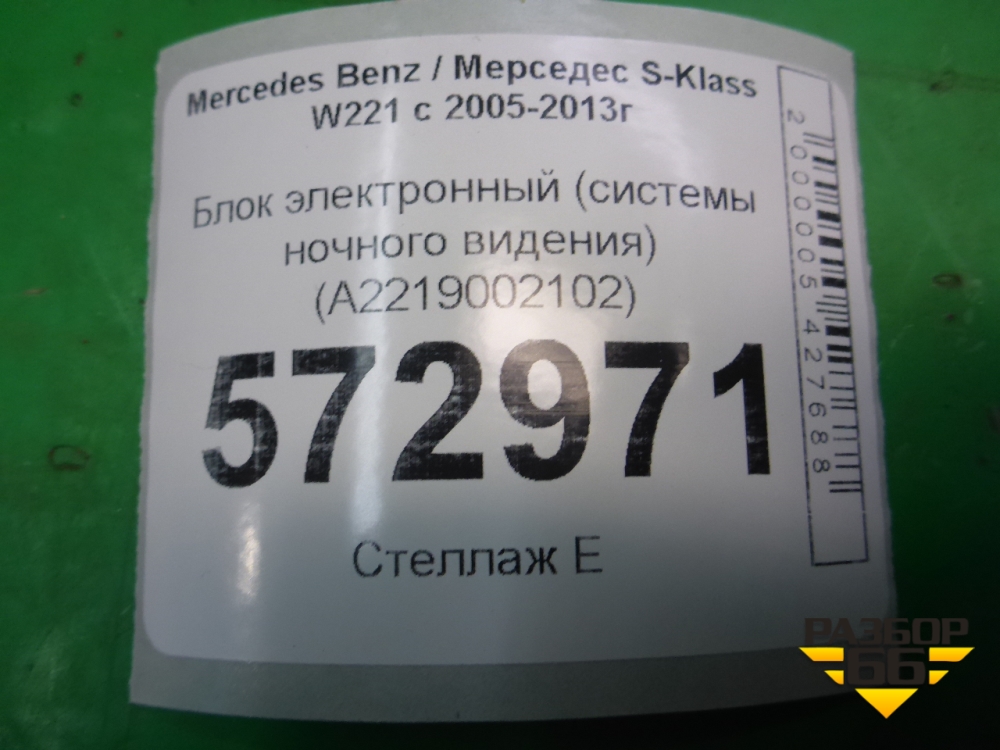 Mercedes Benz / Мерседес S-Klass
W221 с 2005-2013г
Блок электронный (системы
ночного видения)
(A2219002102)
572971
Стеллаж Е
2000005427688
РАЗБОР
66